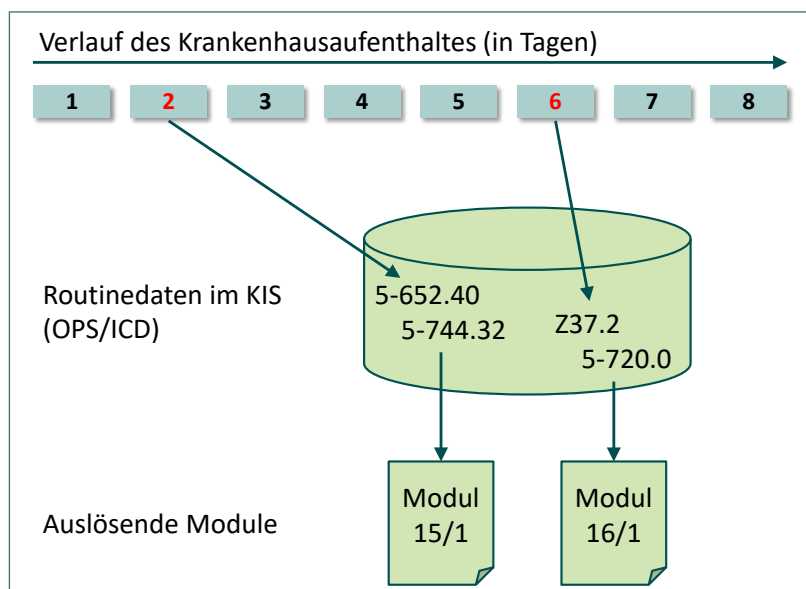 Verlauf des Krankenhausaufenthaltes (in Tagen)
1 2 3 4 5 6 7 8
5-652.40
Routinedaten im KIS
(OPS/ICD)
5-744.32
Z37.2
5-720.0
Auslösende Module
Modul
15/1
Modul
16/1